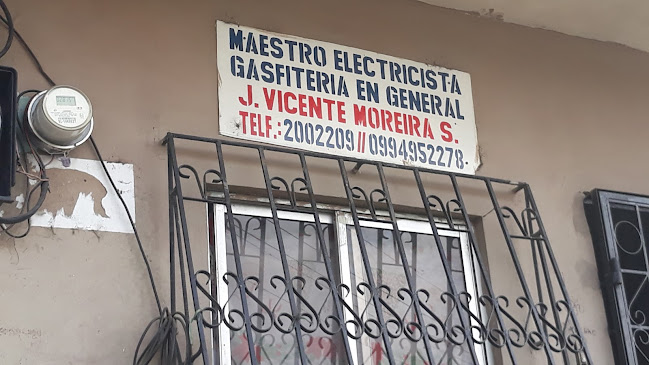 MAESTRO ELECTRICISTA
GASFITERIA EN GENERAL
J. VICENTE MOREIRA S.
TELF.: 2002209 // 0994952278